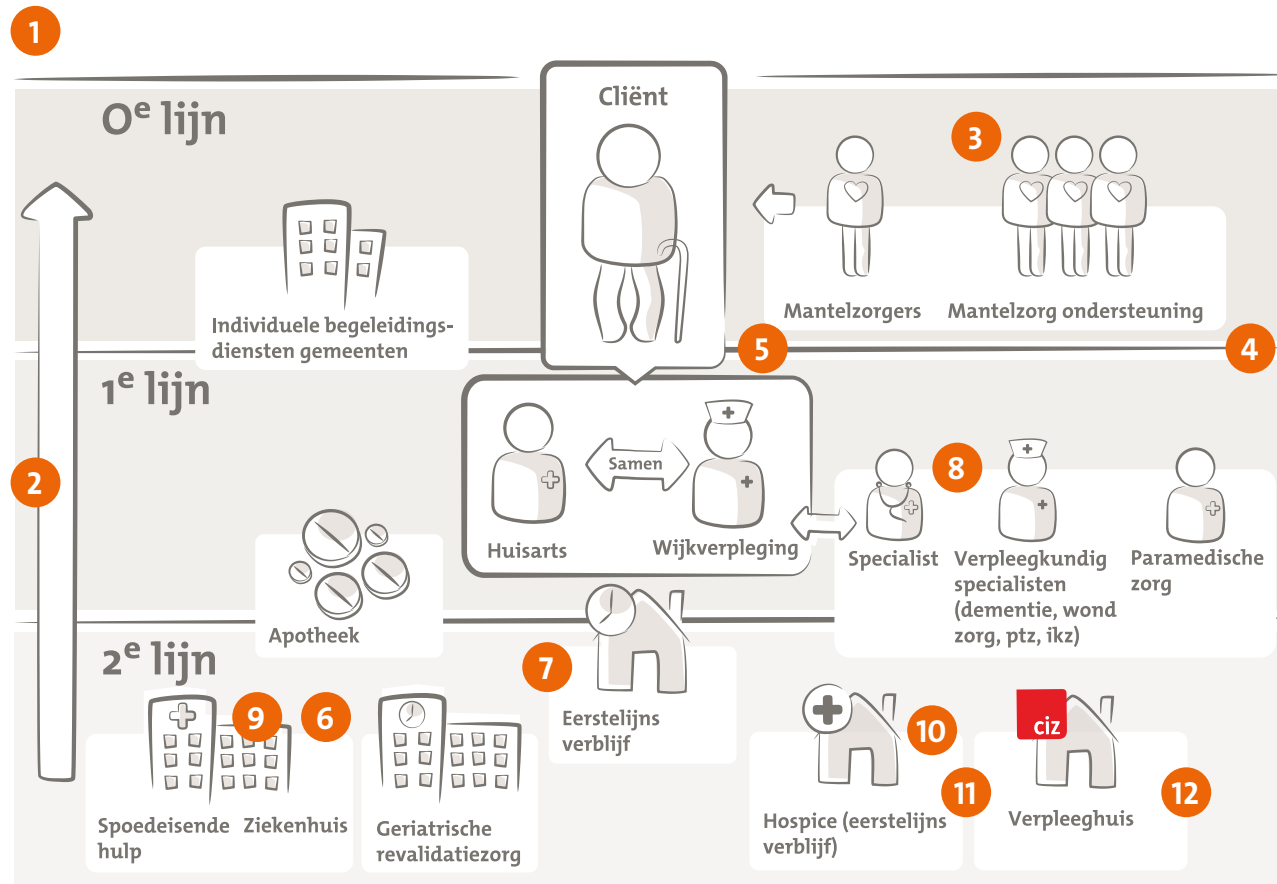 1
Cliënt
0e lijn
3
Mantelzorgers
Mantelzorg ondersteuning
Individuele begeleidings-
diensten gemeenten
5
4
1e lijn
2
Samen
8
Huisarts
Wijkverpleging
Specialist
Verpleegkundig
specialisten
(dementie, wond
zorg, ptz, ikz)
Paramedische
zorg
Apotheek
2e lijn
7
9
6
Eerstelijns
verblijf
10
ciz
11
12
Spoedeisende
hulp
Ziekenhuis
Geriatrische
revalidatiezorg
Hospice (eerstelijns
verblijf)
Verpleeghuis